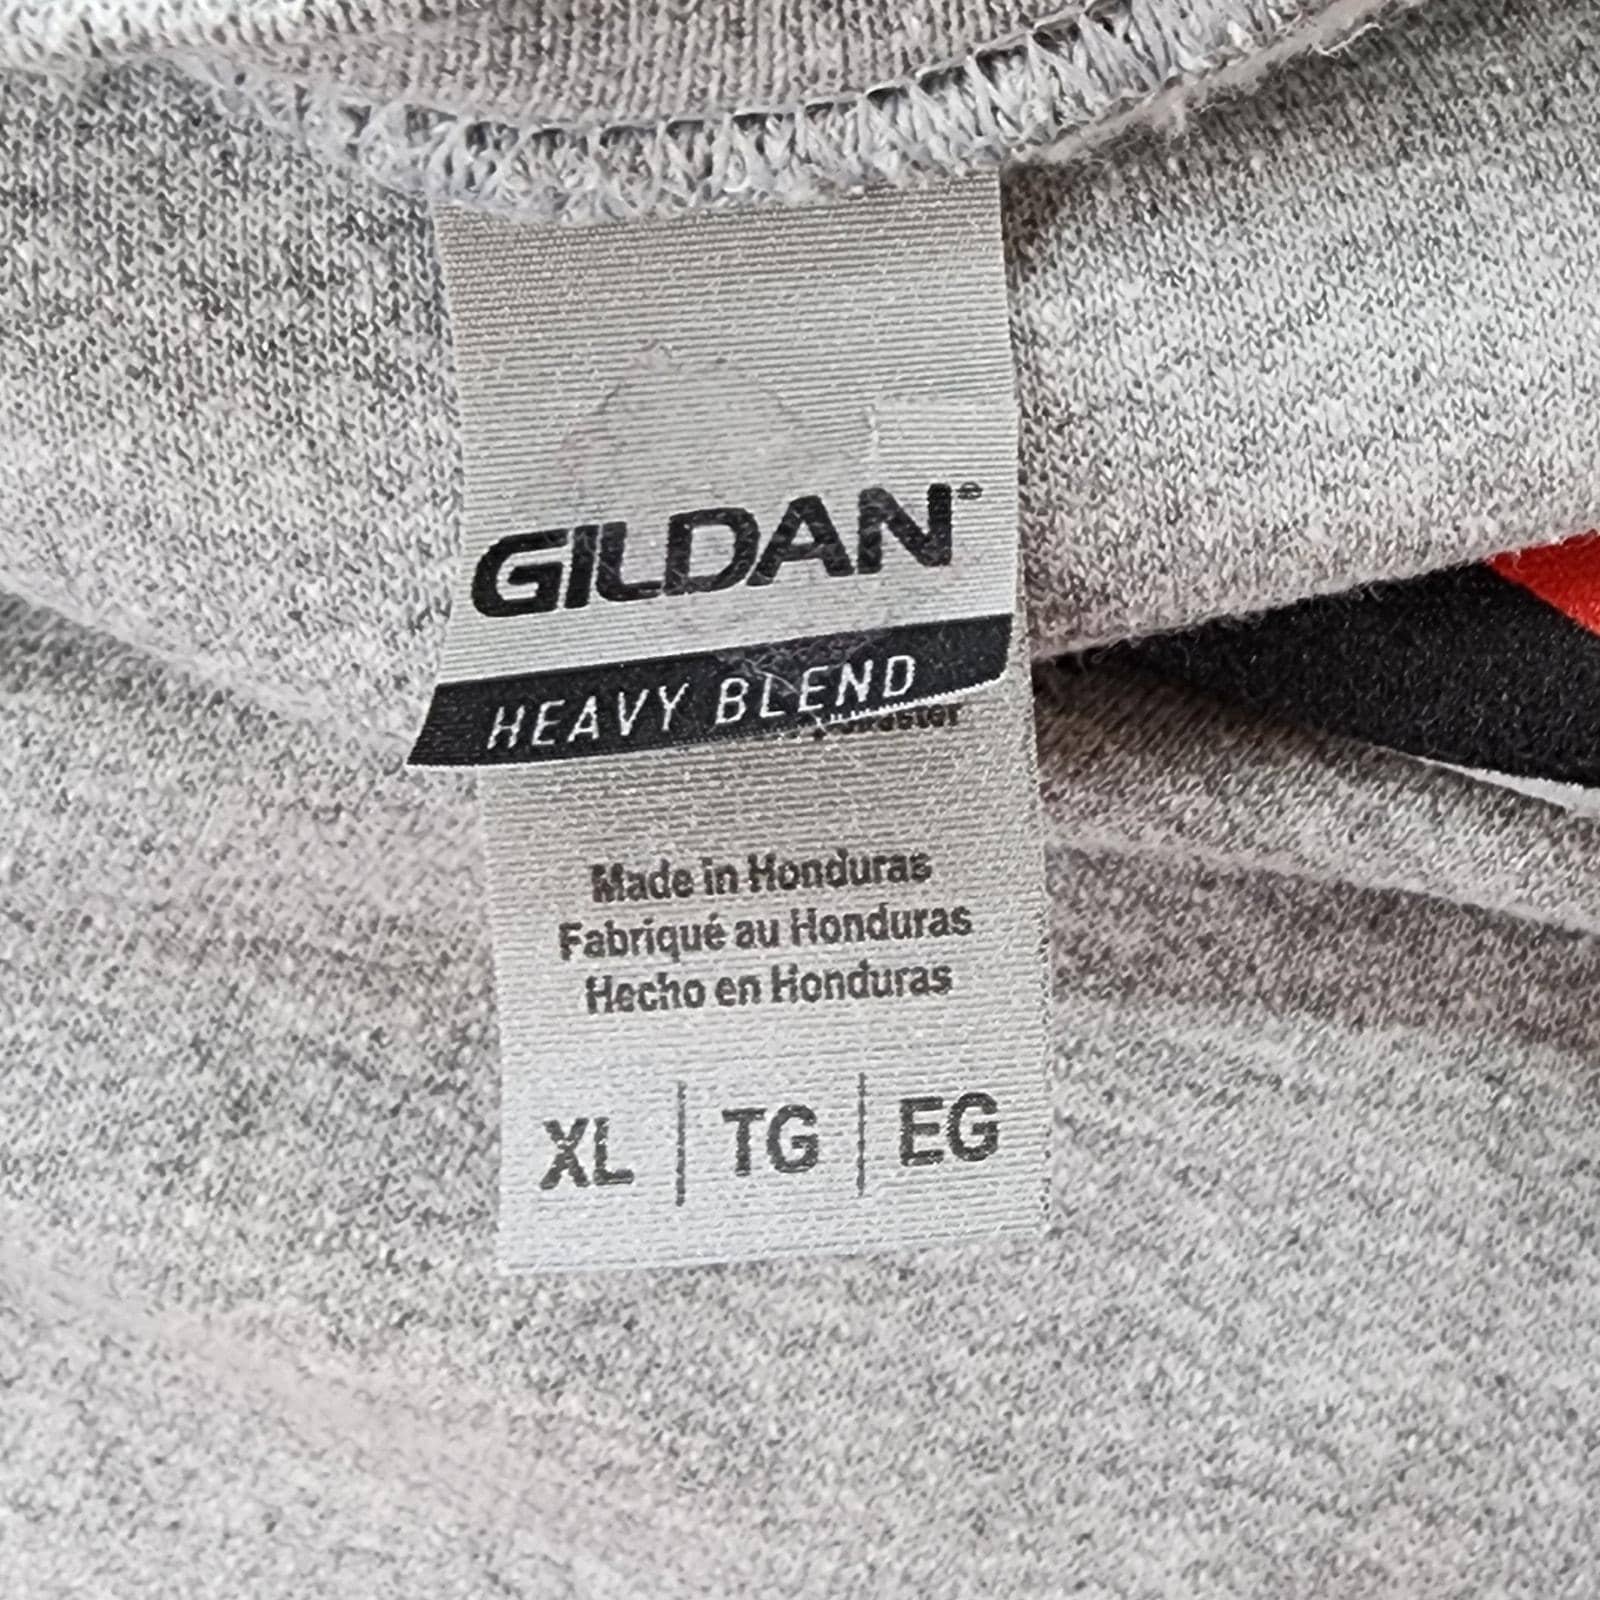 GILDAN®
HEAVY BLEND
Made in Honduras
Fabriqué au Honduras
Hecho en Honduras
XL | TG | EG